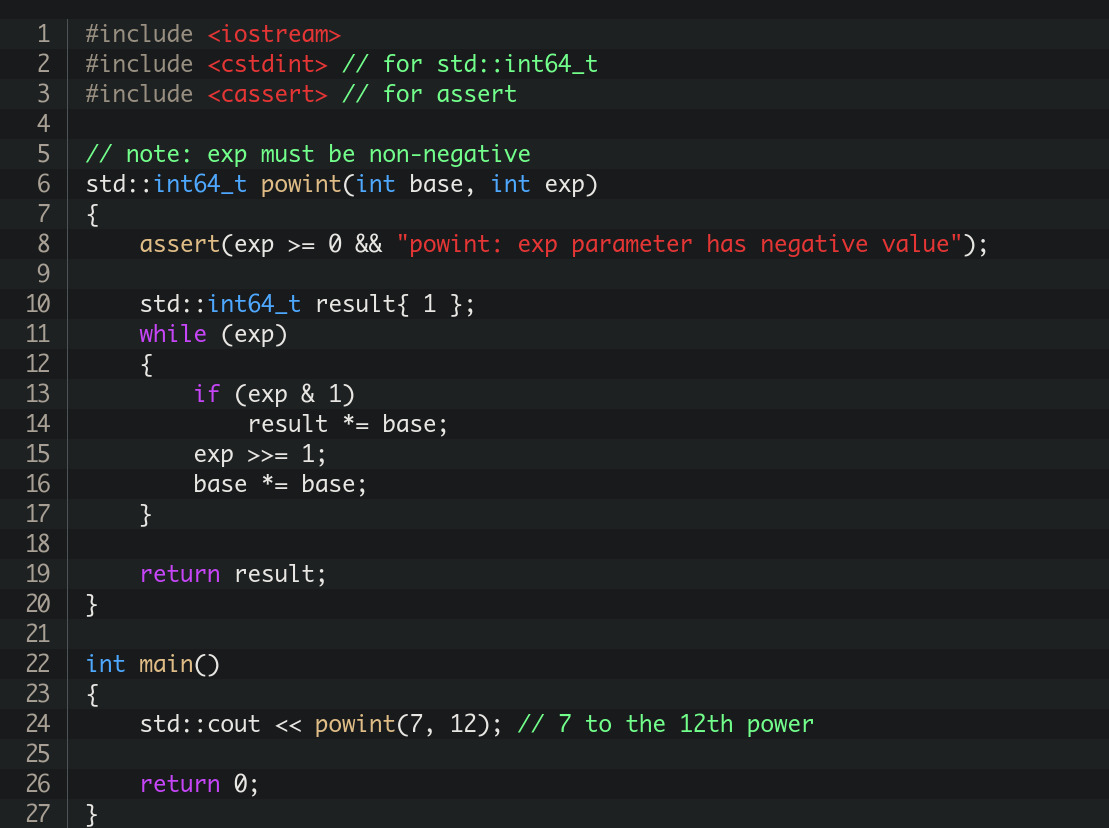 1 #include <iostream>
2 #include <cstdint> // for std::int64_t
3 #include <cassert> // for assert
4
5 // note: exp must be non-negative
6 std::int64_t powint(int base, int exp)
7 {
8     assert(exp >= 0 && "powint: exp parameter has negative value");
9
10     std::int64_t result{ 1 };
11     while (exp)
12     {
13         if (exp & 1)
14             result *= base;
15         exp >>= 1;
16         base *= base;
17     }
18
19     return result;
20 }
21
22 int main()
23 {
24     std::cout << powint(7, 12); // 7 to the 12th power
25
26     return 0;
27 }